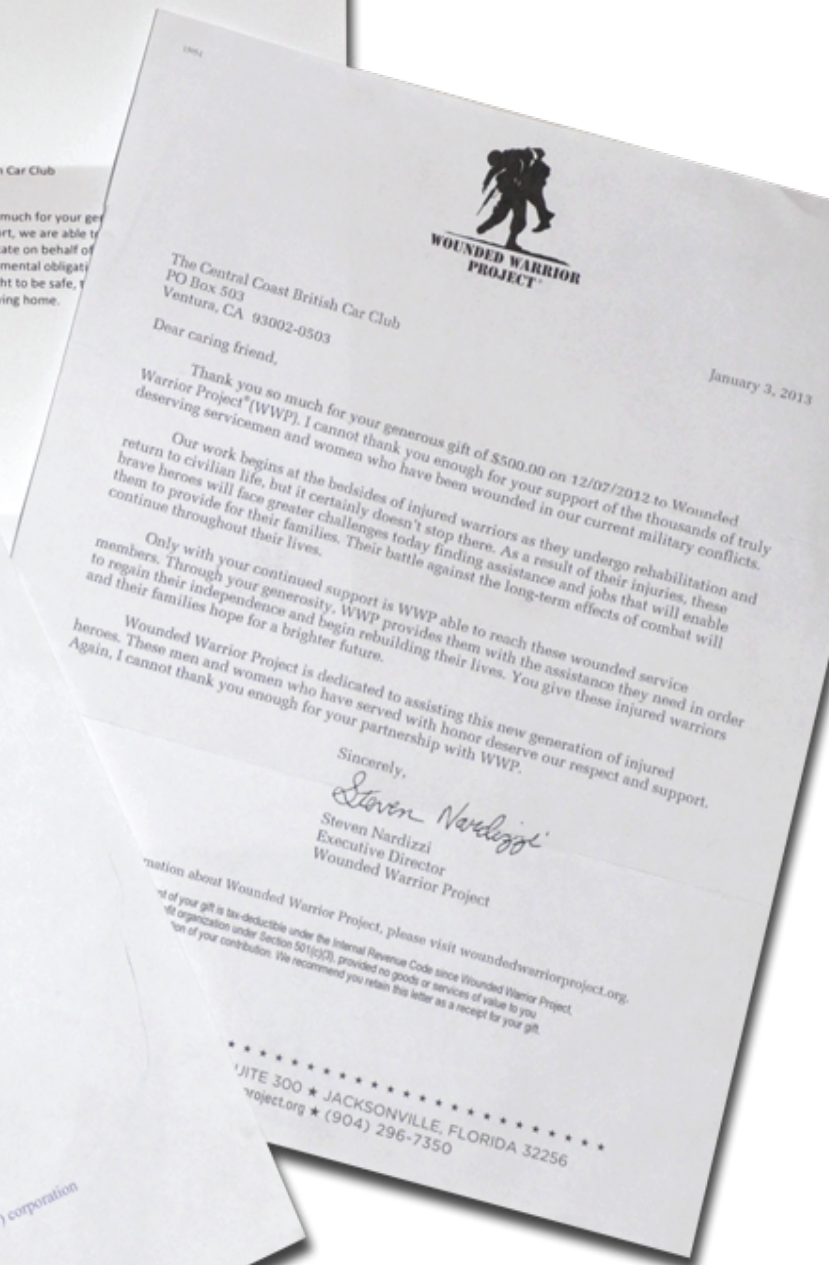 Car Club
much for your
rt, we are able
ate on behalf of
mental
ht to be safe,
ing home.
WOUNDED WARRIOR
PROJECT
The Central Coast British Car Club
PO Box 503
Ventura, CA 93002-0503
January 3, 2013
Dear caring friend,
Thank you so much for your generous gift of $500.00 on 12/07/2012 to Wounded
Warrior Project® (WWP). I cannot thank you enough for your support of the thousands of truly
deserving servicemen and women who have been wounded in our current military conflicts.
Our work begins at the bedsides of injured warriors as they undergo rehabilitation and
return to civilian life, but it certainly doesn't stop there. As a result of their injuries, these
brave heroes will face greater challenges today finding assistance and jobs that will enable
them to provide for their families. Their battle against the long-term effects of combat will
continue throughout their lives.
Only with your continued support is WWP able to reach these wounded service
members. Through your generosity, WWP provides them with the assistance they need in order
to regain their independence and begin rebuilding their lives. You give these injured warriors
and their families hope for a brighter future.
Wounded Warrior Project is dedicated to assisting this new generation of injured
heroes. These men and women who have served with honor deserve our respect and support.
Again, I cannot thank you enough for your partnership with WWP.
Sincerely,
Steven Nardizzi
Steven Nardizzi
Executive Director
Wounded Warrior Project
mation about Wounded Warrior Project, please visit woundedwarriorproject.org.
of your gift is tax-deductible under the Internal Revenue Code since Wounded Warrior Project,
fit organization under Section 501(c)(3), provided no goods or services of value to you
tion of your contribution. We recommend you retain this letter as a receipt for your gift.
UITE 300 ★ JACKSONVILLE, FLORIDA 32256
project.org ★ (904) 296-7350
) corporation